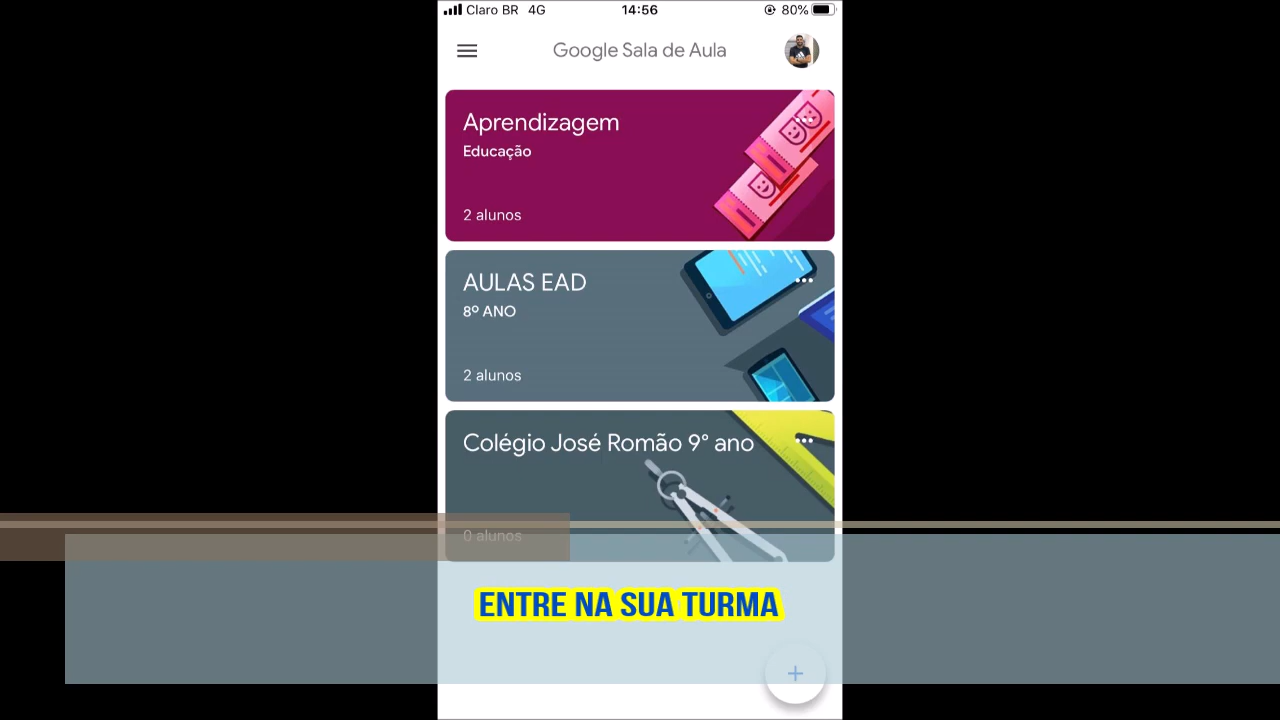 Claro BR 4G 14:56 80%
Google Sala de Aula
Aprendizagem
Educação
2 alunos
AULAS EAD
8º ANO
2 alunos
Colégio José Romão 9° ano
0 alunos
ENTRE NA SUA TURMA